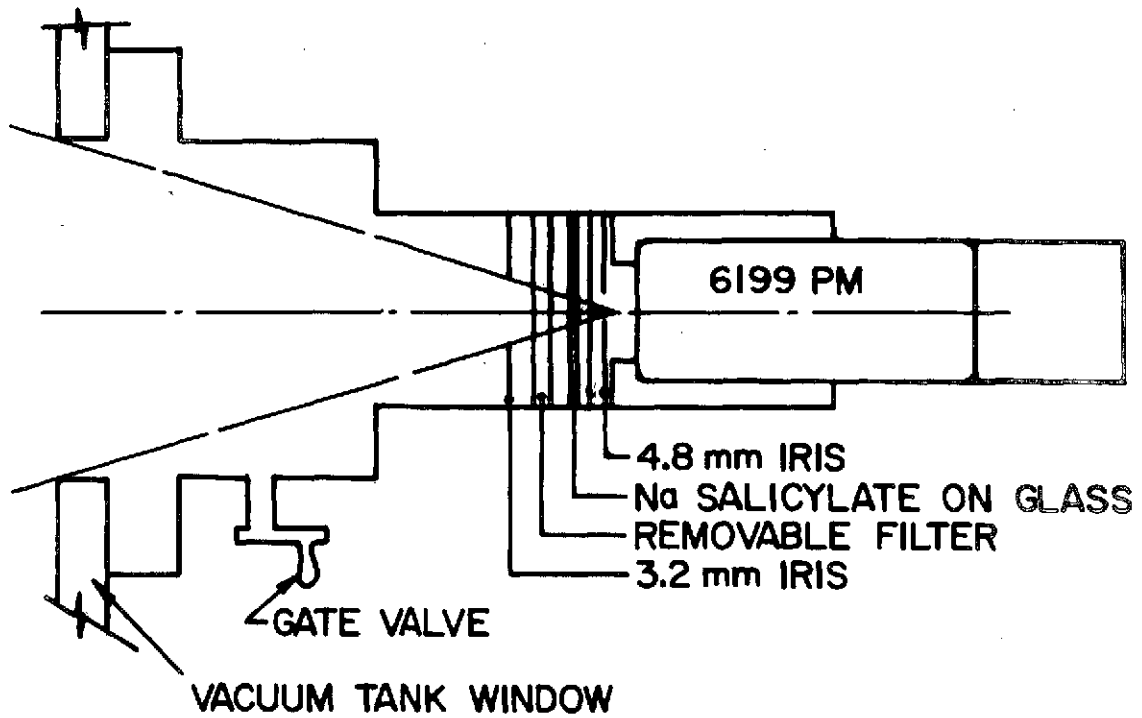 6199 PM
4.8 mm IRIS
Na SALICYLATE ON GLASS
REMOVABLE FILTER
3.2 mm IRIS
GATE VALVE
VACUUM TANK WINDOW